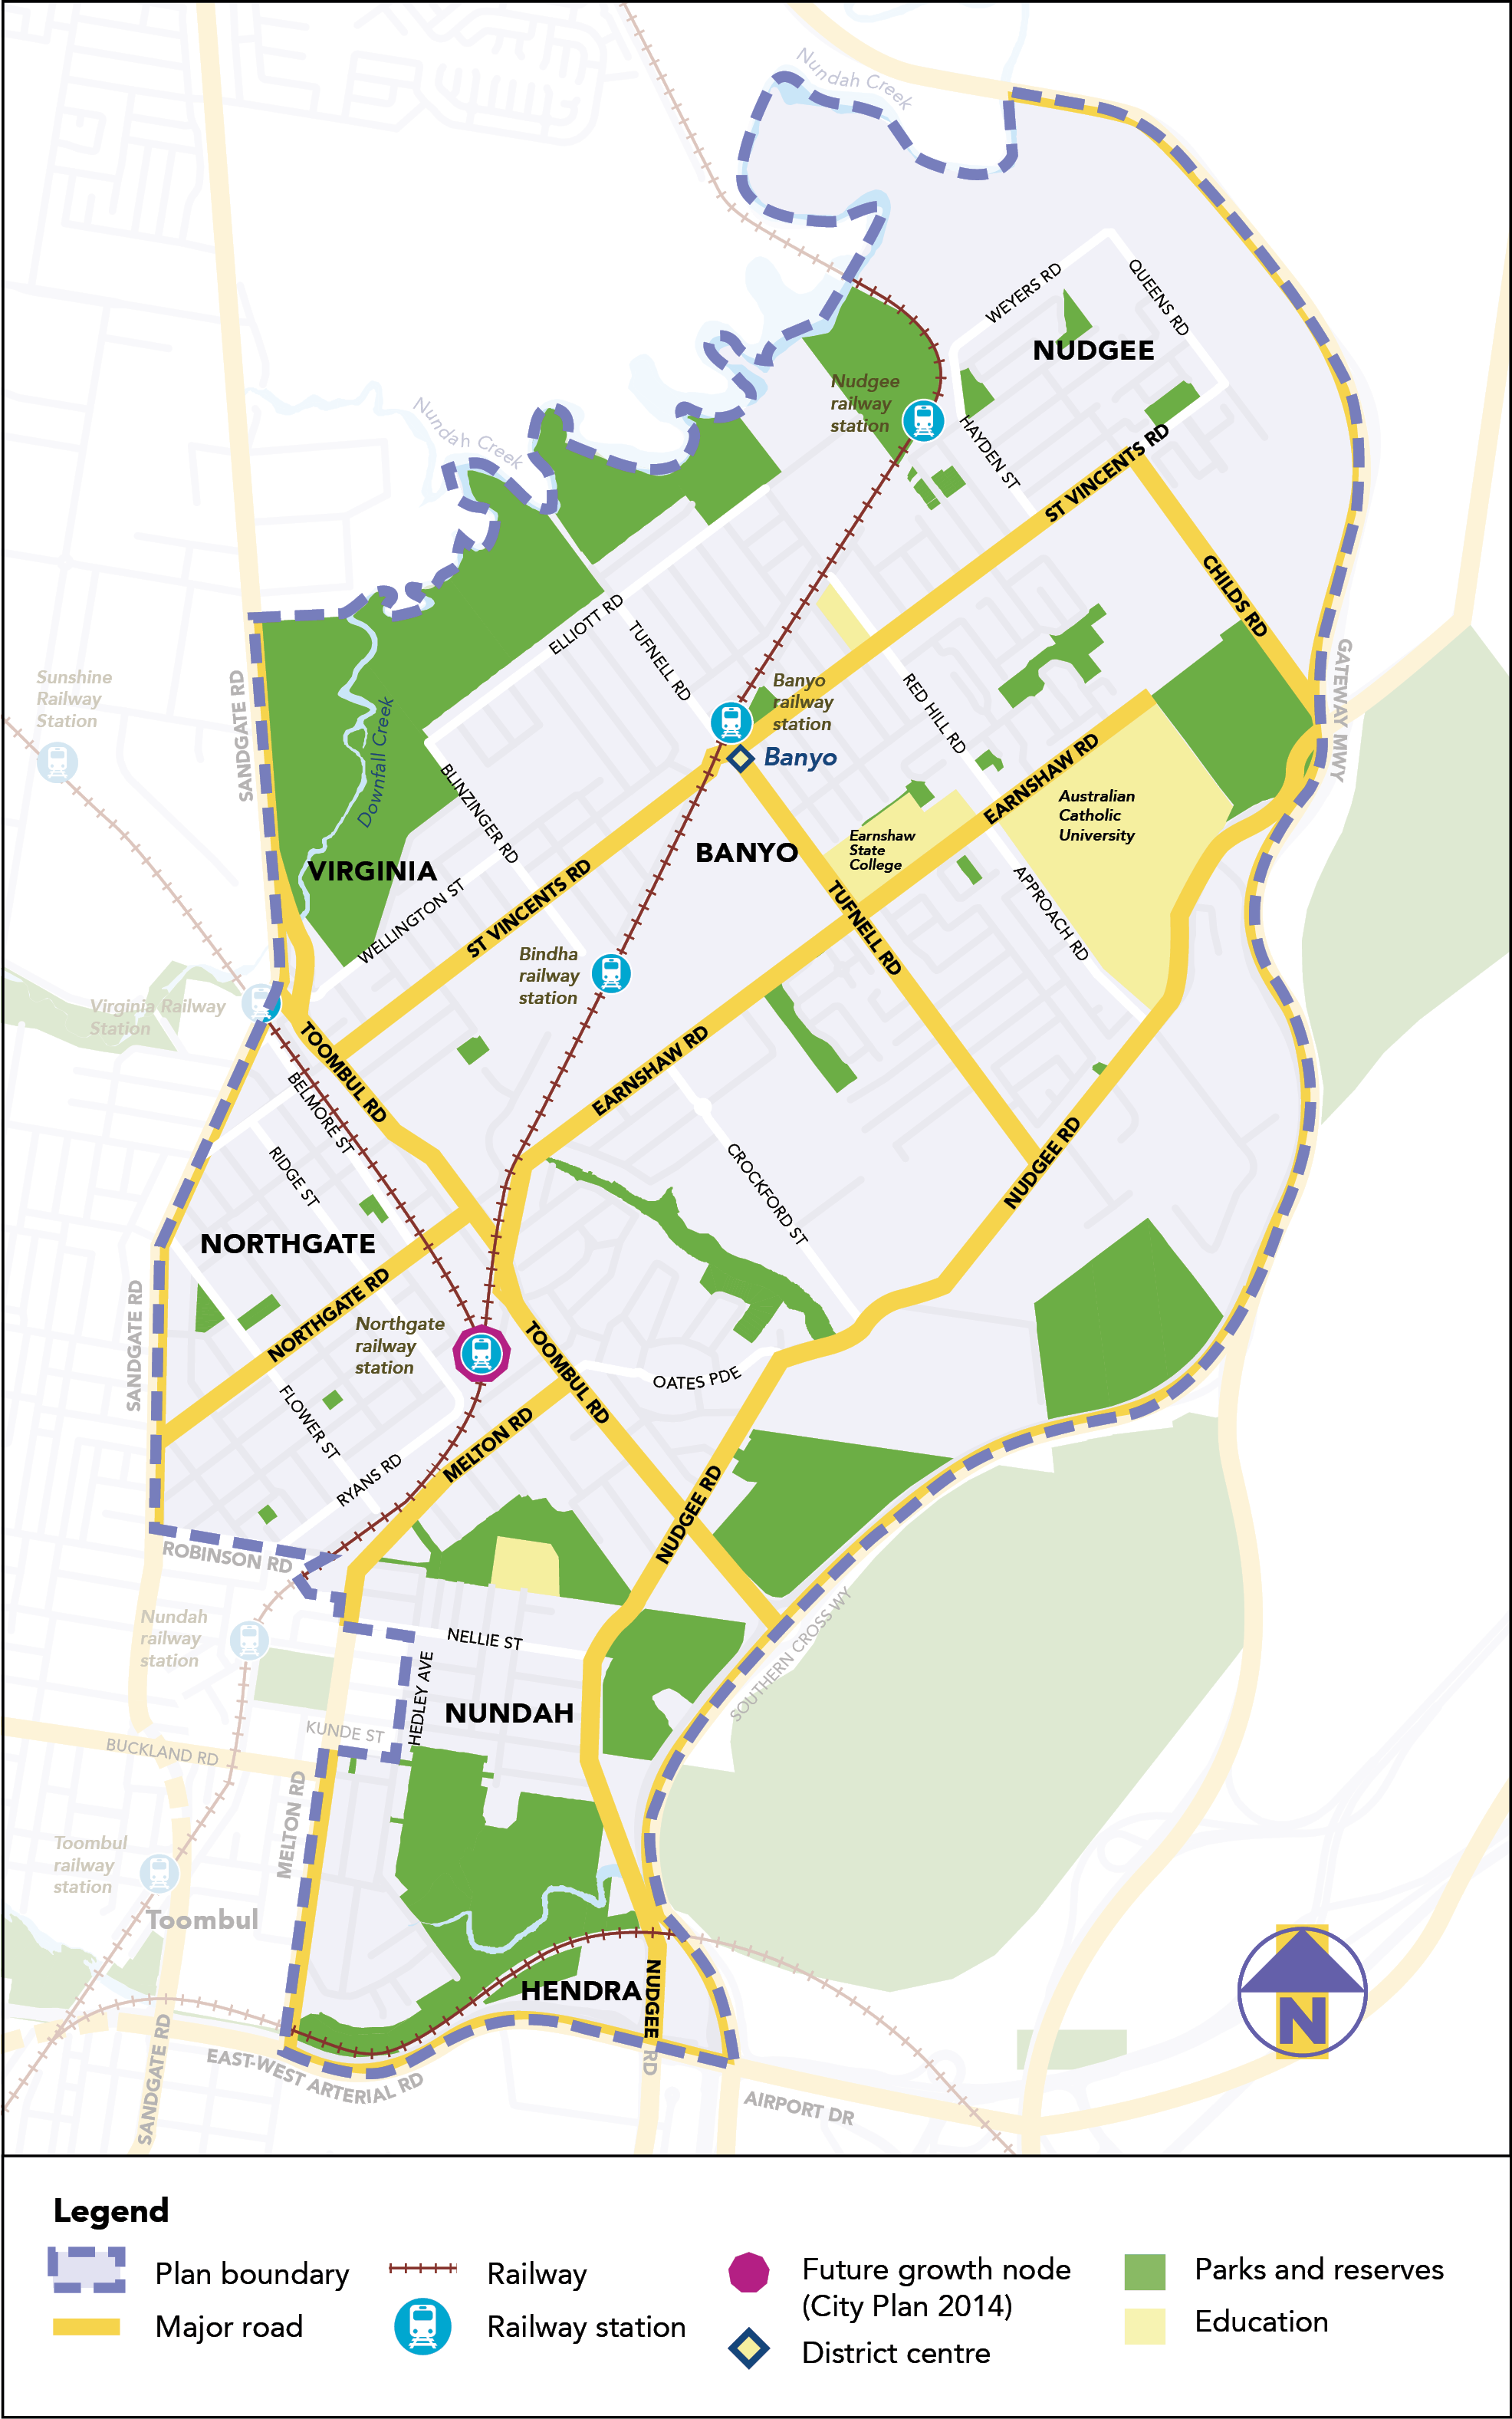 Nundah Creek
WEYERS RD
QUEENS RD
NUDGEE
Nudgee
railway
station
HAYDEN ST
Nundah Creek
ST VINCENTS RD
CHILDS RD
ELLIOTT RD
TUFNELL RD
SANDGATE RD
Sunshine
Railway
Station
Banyo
railway
station
RED HILL RD
GATEWAY MWY
Downfall Creek
Banyo
BLINZINGER RD
EARNSHAW RD
Australian
Catholic
University
Earnshaw
State
College
BANYO
VIRGINIA
WELLINGTON ST
ST VINCENTS RD
TUFNELL RD
APPROACH RD
Bindha
railway
station
Virginia Railway
Station
TOOMBUL RD
EARNSHAW RD
BELMORE ST
RIDGE ST
CROCKFORD ST
NUDGEE RD
NORTHGATE
SANDGATE RD
NORTHGATE RD
Northgate
railway
station
TOOMBUL RD
OATES PDE
FLOWER ST
MELTON RD
RYANS RD
NUDGEE RD
ROBINSON RD
Nundah
railway
station
NELLIE ST
SOUTHERN CROSS WY
HEDLEY AVE
NUNDAH
KUNDE ST
BUCKLAND RD
MELTON RD
Toombul
railway
station
Toombul
HENDRA
NUDGEE RD
SANDGATE RD
EAST-WEST ARTERIAL RD
AIRPORT DR
N
Legend
Plan boundary
Major road
Railway
Railway station
Future growth node
(City Plan 2014)
District centre
Parks and reserves
Education